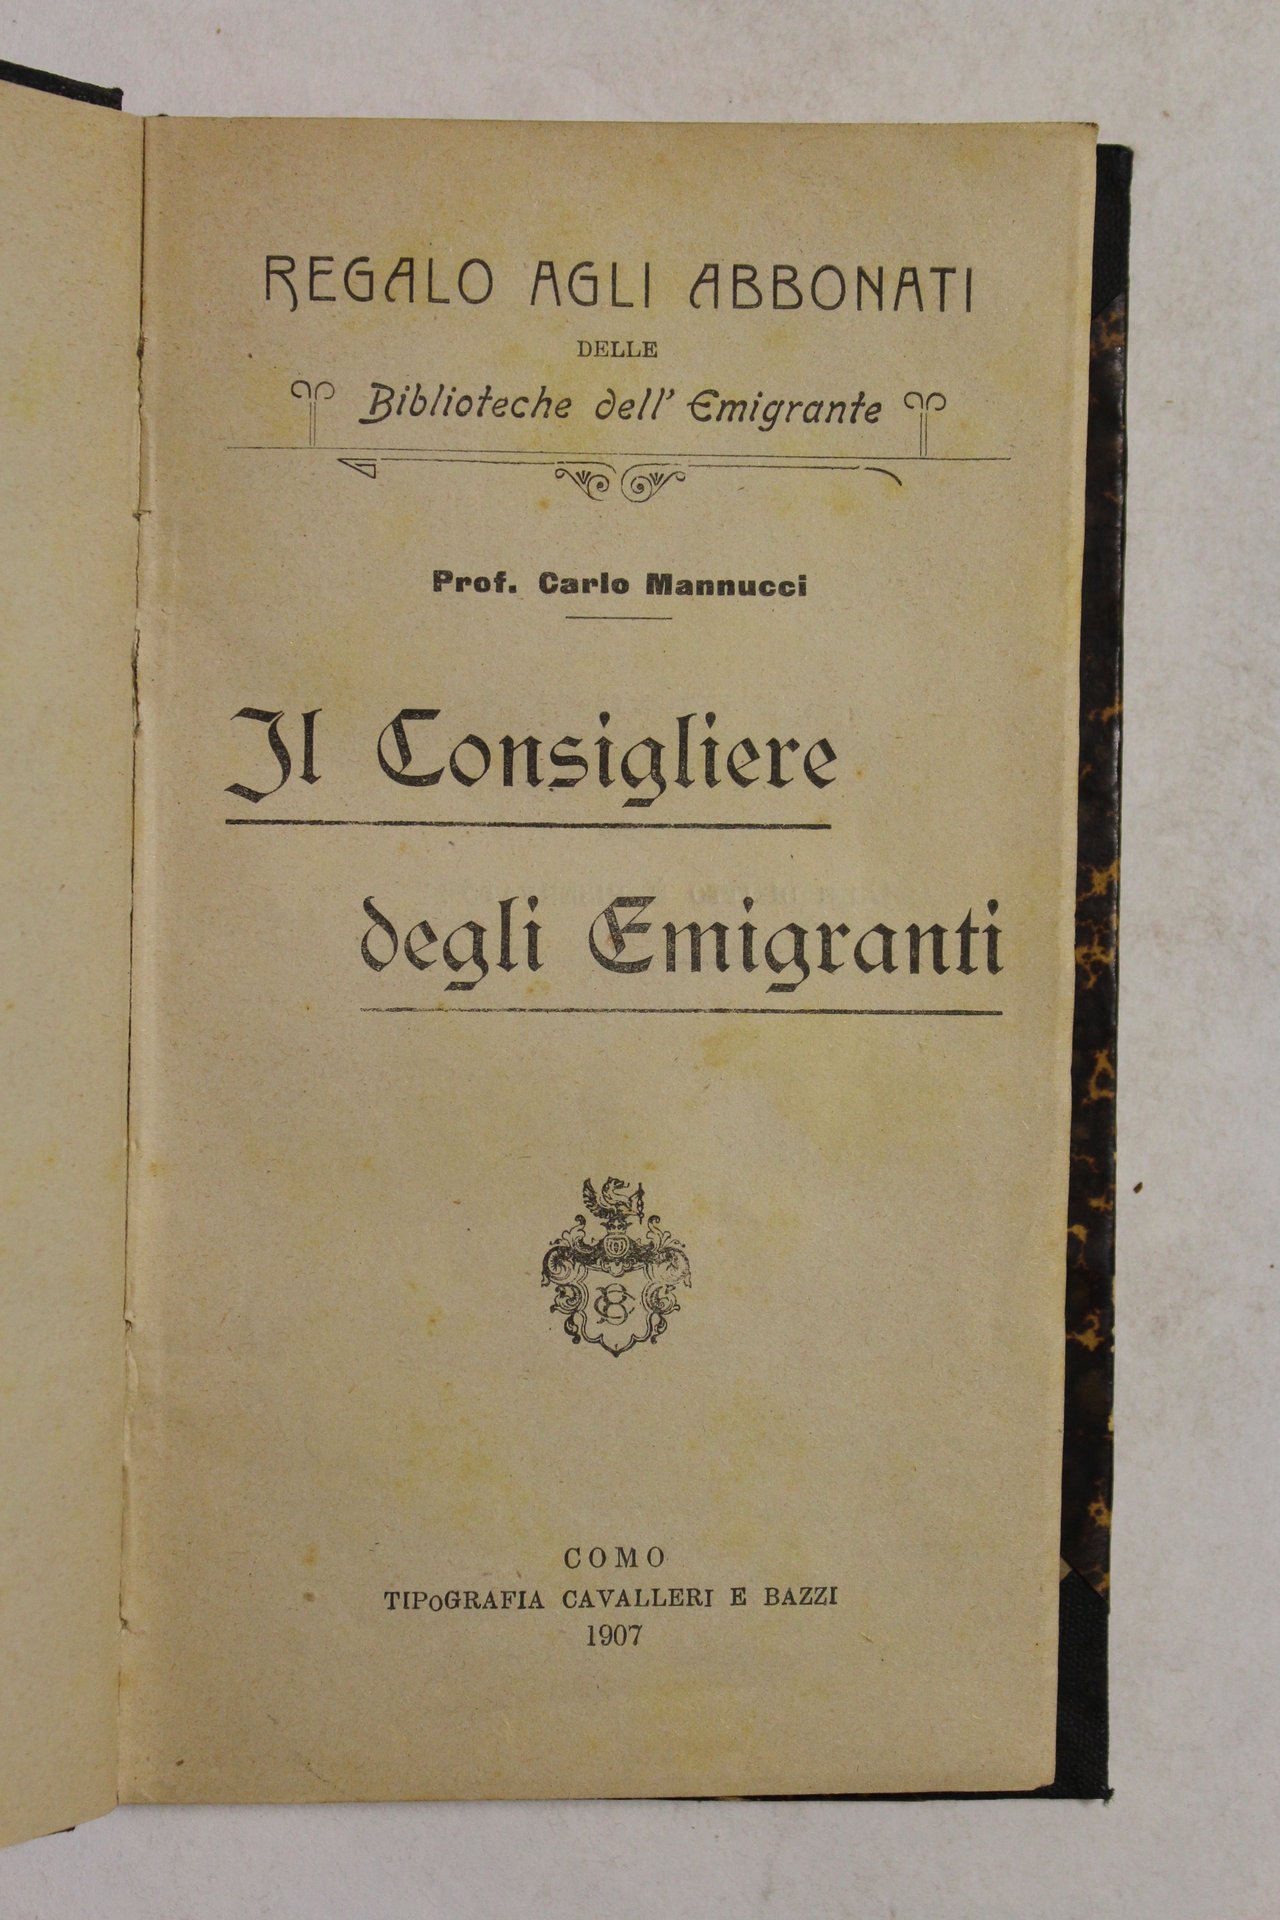 REGALO AGLI ABBONATI
DELLE
Biblioteche dell' Emigrante
Prof. Carlo Mannucci
Il Consigliere
degli Emigranti
COMO
TIPOGRAFIA CAVALLERI E BAZZI
1907